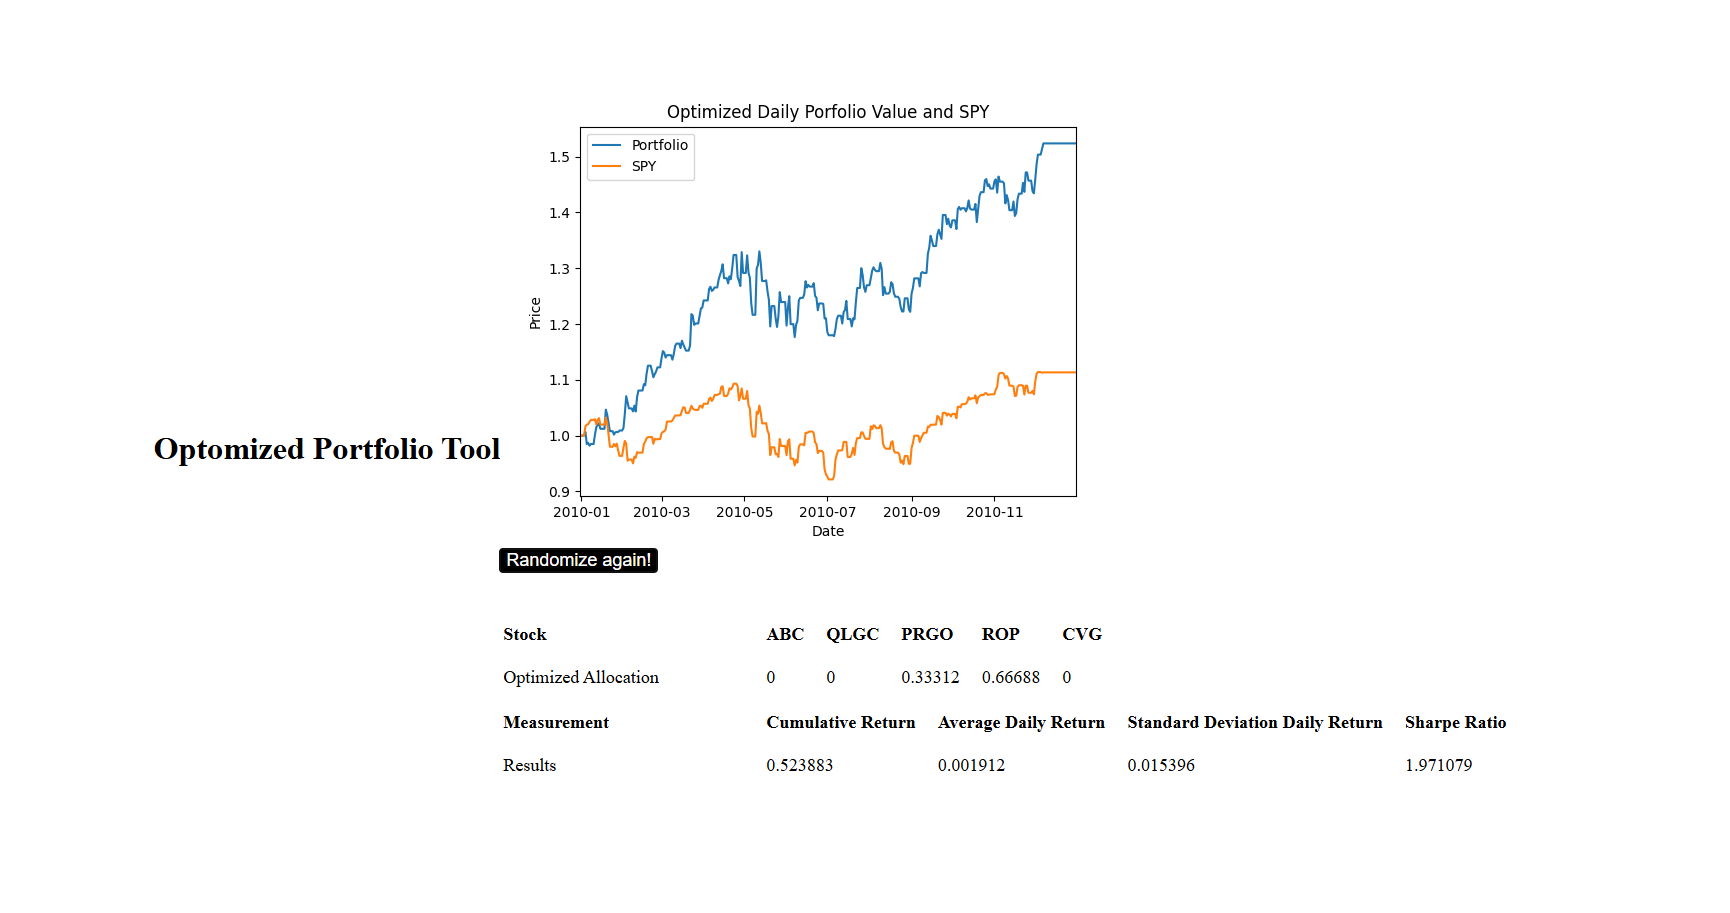 Optomized Portfolio Tool
Optimized Daily Porfolio Value and SPY
Portfolio
SPY
Price
1.5
1.4
1.3
1.2
1.1
1.0
0.9
2010-01 2010-03 2010-05 2010-07 2010-09 2010-11
Date
Randomize again!
Stock ABC QLGC PRGO ROP CVG
Optimized Allocation 0 0 0.33312 0.66688 0
Measurement Cumulative Return Average Daily Return Standard Deviation Daily Return Sharpe Ratio
Results 0.523883 0.001912 0.015396 1.971079